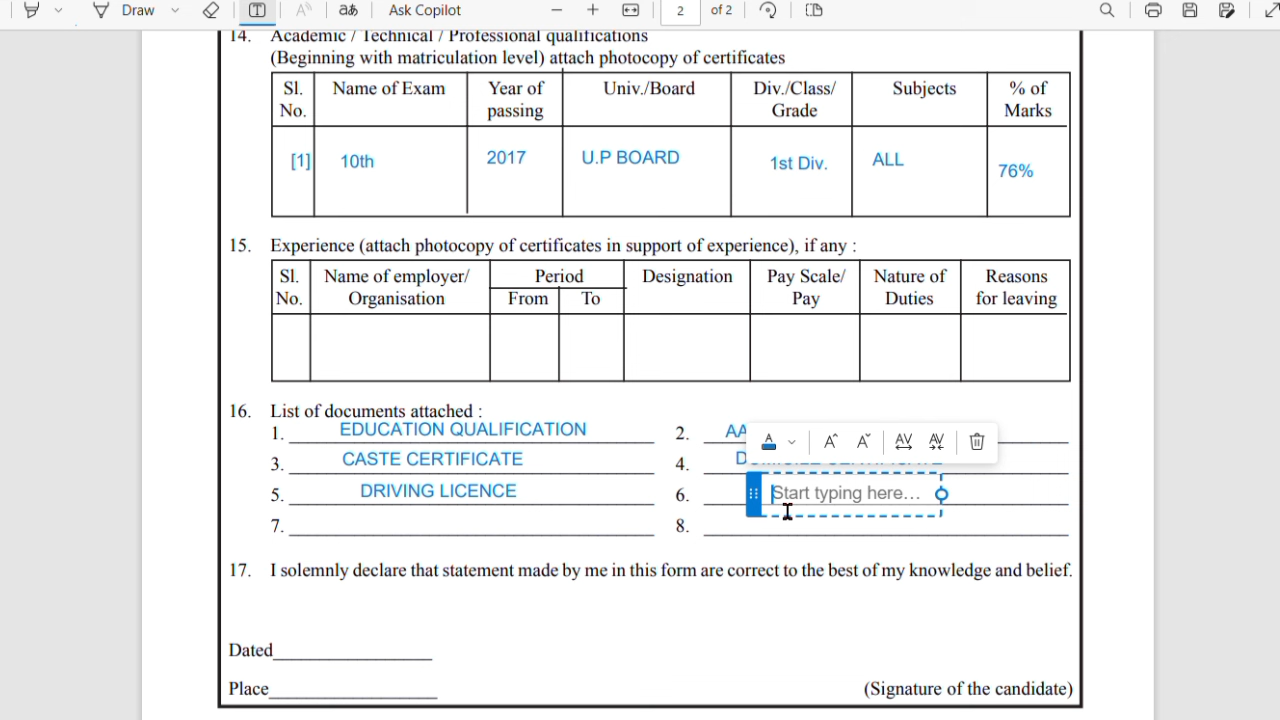 Draw aあ Ask Copilot 2 of 2
14. Academic / Technical / Professional qualifications
(Beginning with matriculation level) attach photocopy of certificates
Sl. No. Name of Exam Year of passing Univ./Board Div./Class/ Grade Subjects % of Marks
[1] 10th 2017 U.P BOARD 1st Div. ALL 76%
15. Experience (attach photocopy of certificates in support of experience), if any :
Sl. No. Name of employer/ Organisation Period From To Designation Pay Scale/ Pay Nature of Duties Reasons for leaving
16. List of documents attached :
1. EDUCATION QUALIFICATION 2. AA
3. CASTE CERTIFICATE 4.
5. DRIVING LICENCE 6. Start typing here...
7. 8.
17. I solemnly declare that statement made by me in this form are correct to the best of my knowledge and belief.
Dated
Place (Signature of the candidate)